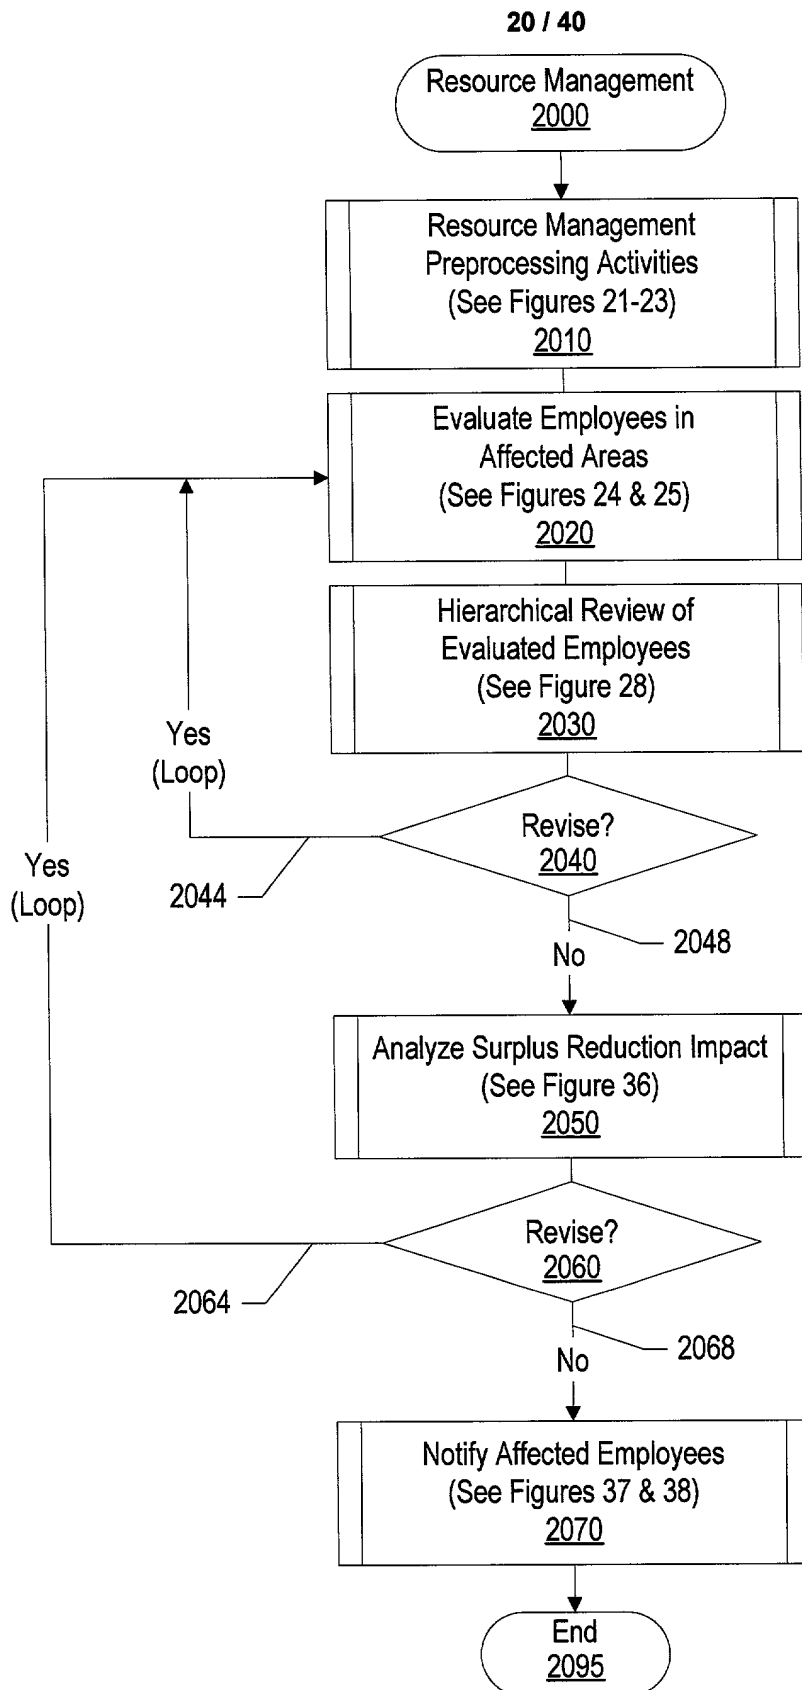 20 / 40
Resource Management
2000
Resource Management
Preprocessing Activities
(See Figures 21-23)
2010
Evaluate Employees in
Affected Areas
(See Figures 24 & 25)
2020
Hierarchical Review of
Evaluated Employees
(See Figure 28)
2030
Yes
(Loop)
Revise?
2040
Yes
(Loop)
2044
2048
No
Analyze Surplus Reduction Impact
(See Figure 36)
2050
Revise?
2060
2064
2068
No
Notify Affected Employees
(See Figures 37 & 38)
2070
End
2095